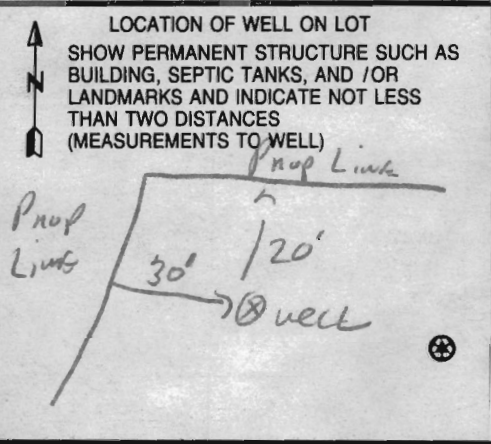 LOCATION OF WELL ON LOT
SHOW PERMANENT STRUCTURE SUCH AS
BUILDING, SEPTIC TANKS, AND /OR
LANDMARKS AND INDICATE NOT LESS
THAN TWO DISTANCES
(MEASUREMENTS TO WELL)
N
Prop Line
Prop
Line
20'
30'
well